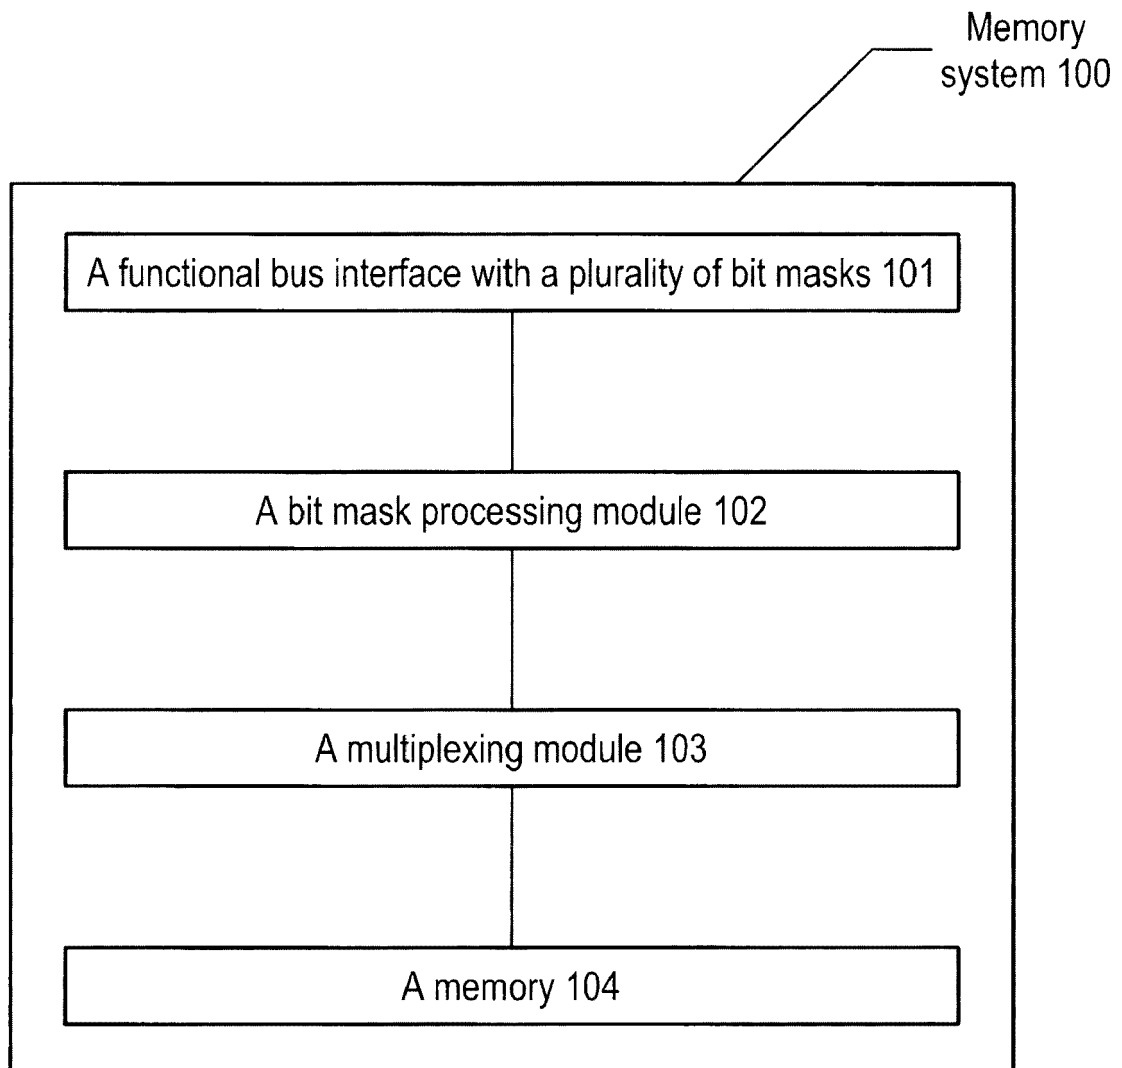 Memory
system 100
A functional bus interface with a plurality of bit masks 101
A bit mask processing module 102
A multiplexing module 103
A memory 104